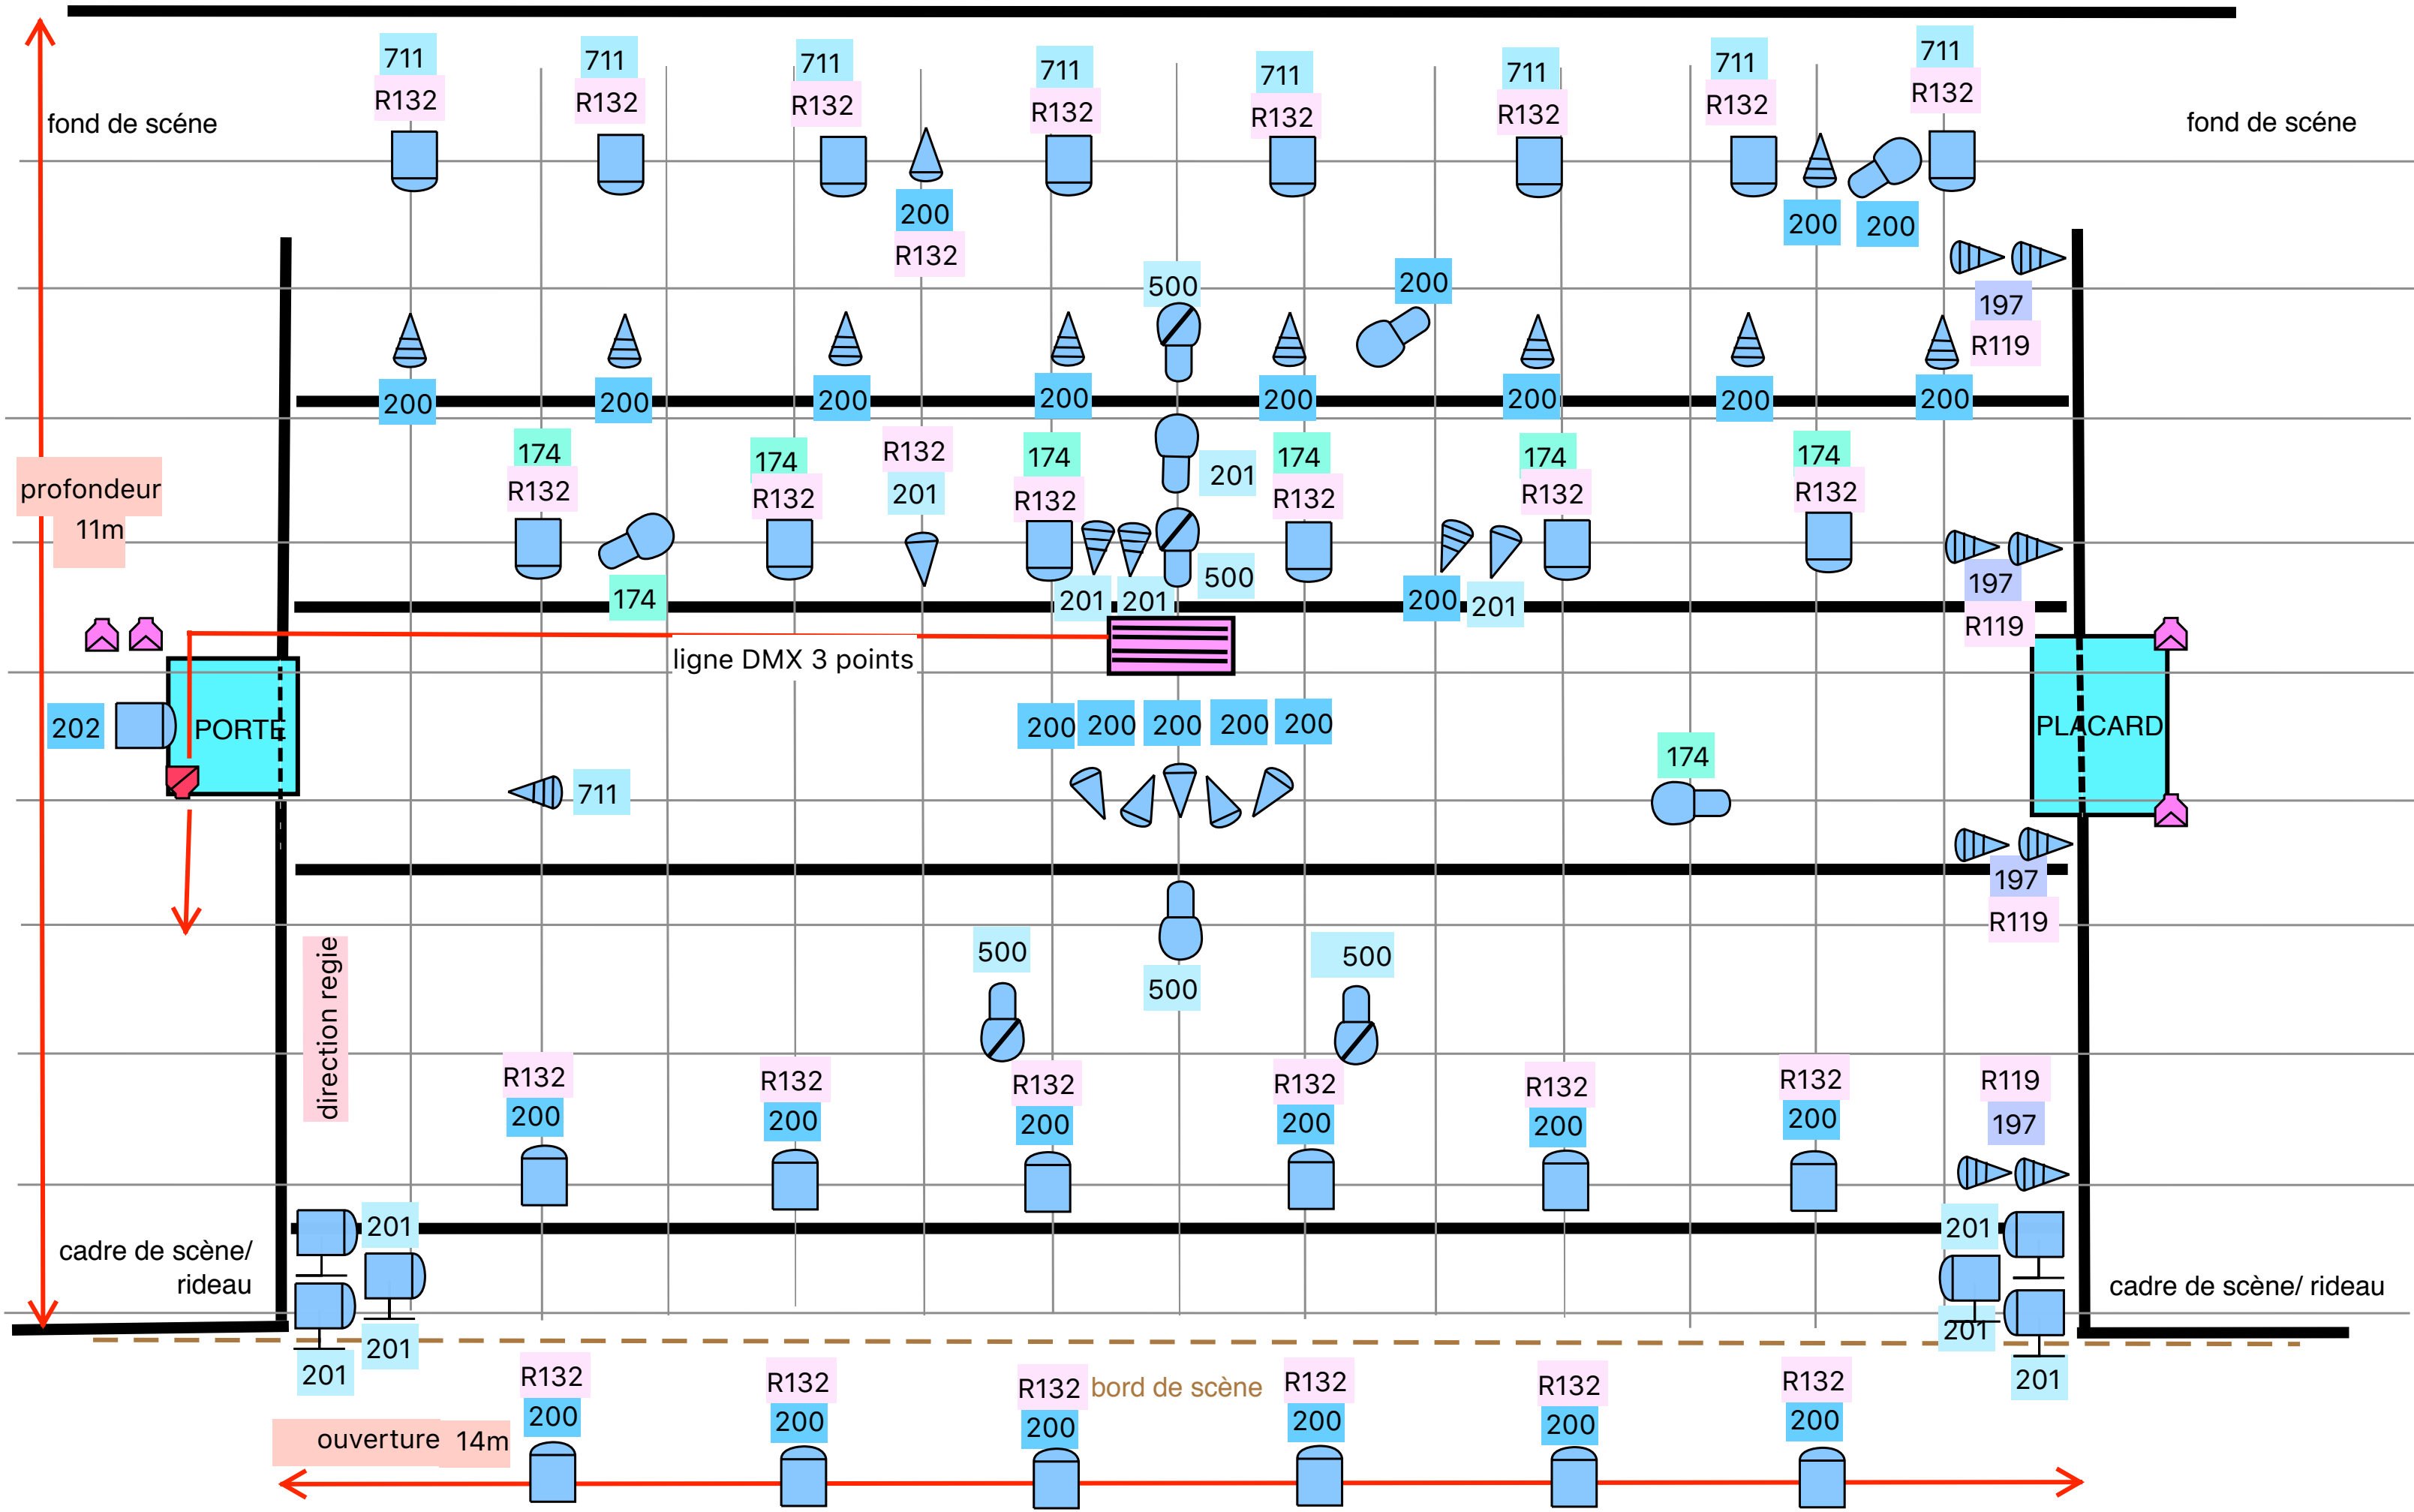 711
711
711
711
711
711
711
711
R132
R132
R132
R132
R132
R132
R132
R132
fond de scéne
fond de scéne
200
R132
200
200
500
200
197
R119
200
200
200
200
200
200
200
200
174
R132
174
R132
R132
201
174
R132
201
174
R132
174
R132
174
R132
profondeur
11m
174
201
201
500
200
201
197
R119
ligne DMX 3 points
202
PORTE
200
200
200
200
200
PLACARD
711
174
197
R119
direction regie
500
500
500
R132
200
R132
200
R132
200
R132
200
R132
200
R132
200
R119
197
201
201
cadre de scène/
rideau
cadre de scène/ rideau
201
201
201
201
bord de scène
R132
200
R132
200
R132
200
R132
200
R132
200
R132
200
ouverture
14m